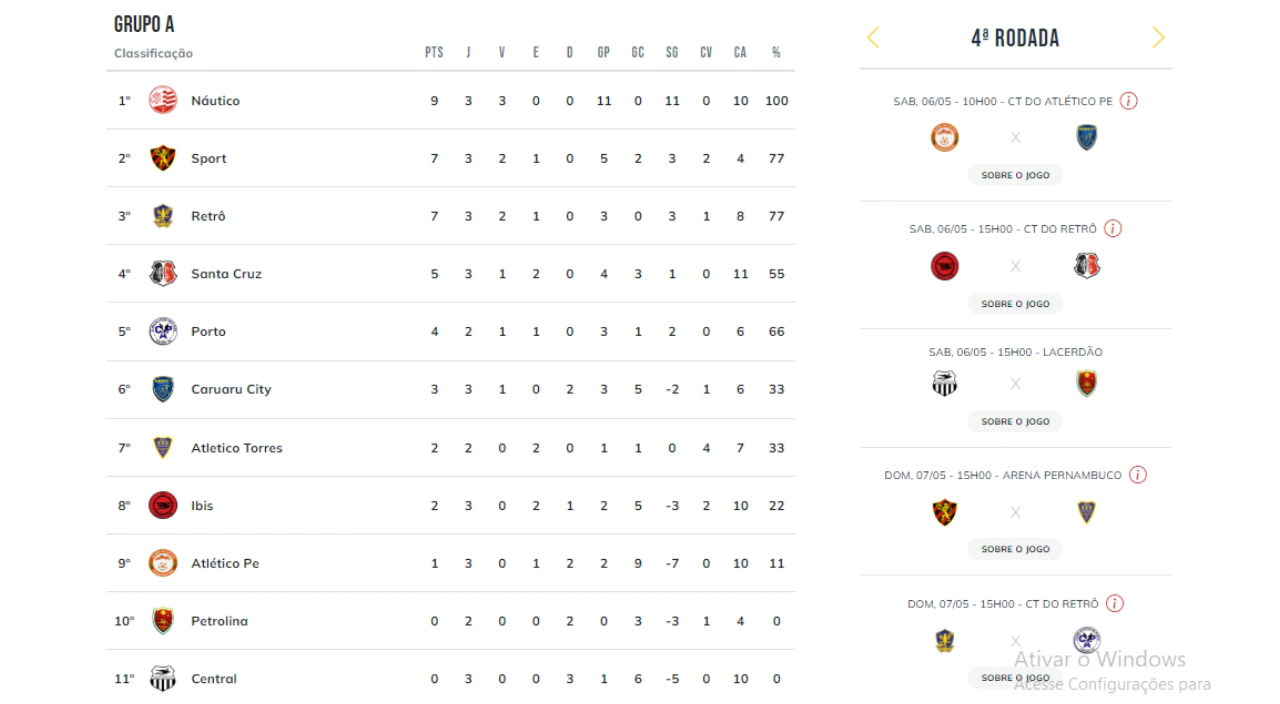 GRUPO A
Classificação PTS J V E D GP GC SG CV CA %
1º Náutico 9 3 3 0 0 11 0 11 0 10 100
2º Sport 7 3 2 1 0 5 2 3 2 4 77
3º Retrô 7 3 2 1 0 3 0 3 1 8 77
4º Santa Cruz 5 3 1 2 0 4 3 1 0 11 55
5º Porto 4 2 1 1 0 3 1 2 0 6 66
6º Caruaru City 3 3 1 0 2 3 5 -2 1 6 33
7º Atletico Torres 2 2 0 2 0 1 1 0 4 7 33
8º Ibis 2 3 0 2 1 2 5 -3 2 10 22
9º Atlético Pe 1 3 0 1 2 2 9 -7 0 10 11
10º Petrolina 0 2 0 0 2 0 3 -3 1 4 0
11º Central 0 3 0 0 3 1 6 -5 0 10 0
4ª RODADA
SAB, 06/05 - 10H00 - CT DO ATLÉTICO PE i
X
SOBRE O JOGO
SAB, 06/05 - 15H00 - CT DO RETRÔ i
X
SOBRE O JOGO
SAB, 06/05 - 15H00 - LACERDÃO
X
SOBRE O JOGO
DOM, 07/05 - 15H00 - ARENA PERNAMBUCO i
X
SOBRE O JOGO
DOM, 07/05 - 15H00 - CT DO RETRÔ i
X
SOBRE O JOGO
Ativar o Windows
Acesse Configurações para